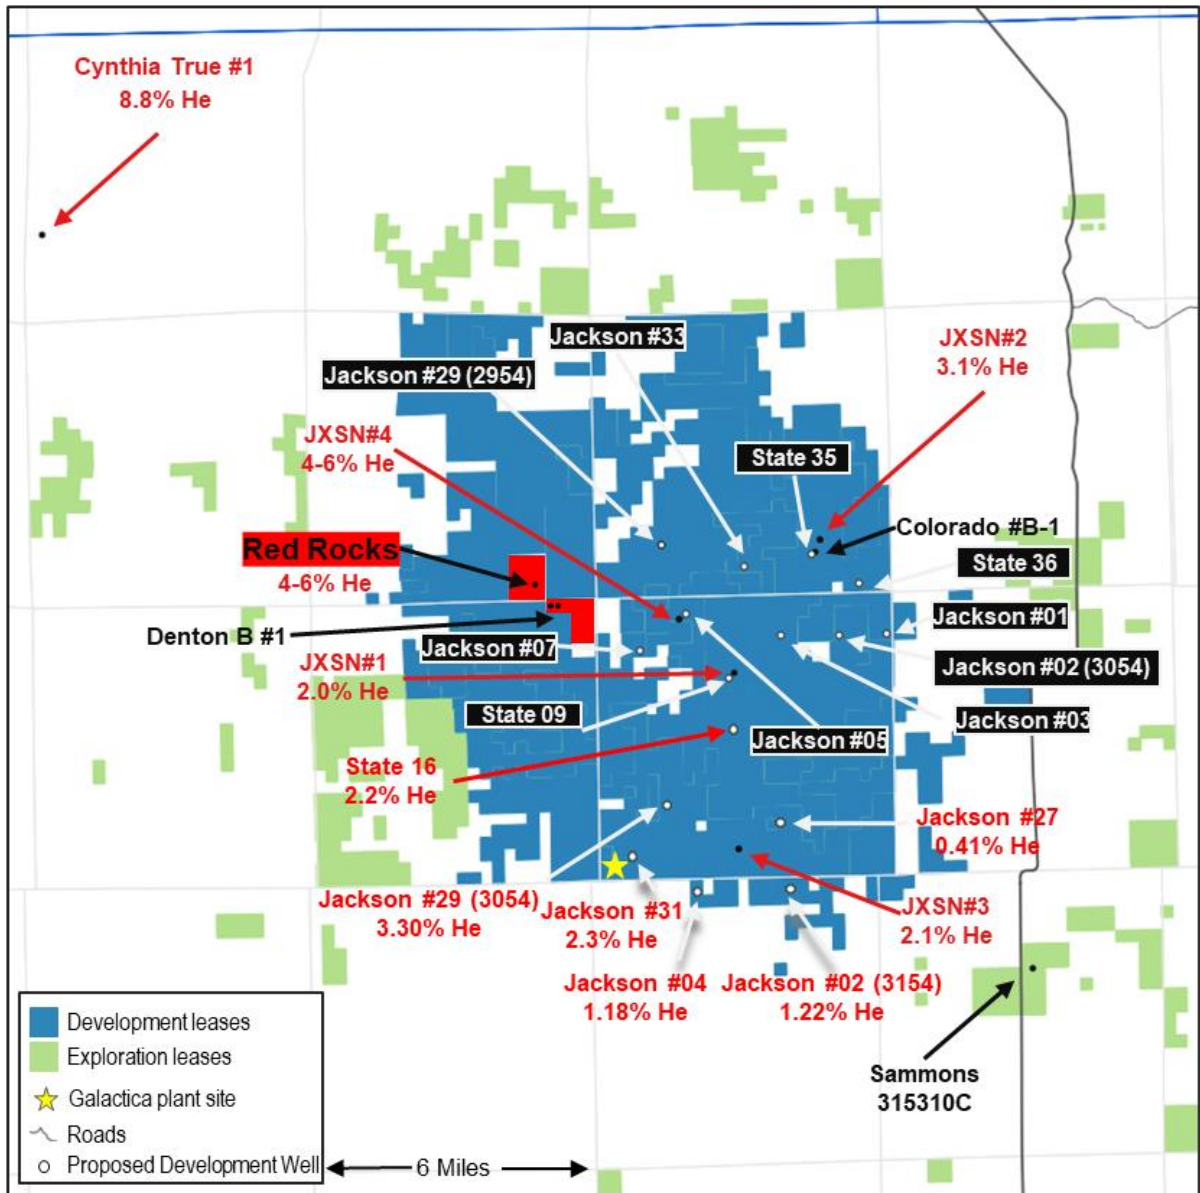 Cynthia True #1
8.8% He
Jackson #33
JXSN#2
3.1% He
Jackson #29 (2954)
JXSN#4
4-6% He
State 35
Colorado #B-1
Red Rocks
4-6% He
State 36
Denton B #1
Jackson #07
Jackson #01
JXSN#1
2.0% He
Jackson #02 (3054)
State 09
Jackson #03
Jackson #05
State 16
2.2% He
Jackson #27
0.41% He
Jackson #29 (3054)
3.30% He
Jackson #31
2.3% He
JXSN#3
2.1% He
Jackson #04
1.18% He
Jackson #02 (3154)
1.22% He
Sammons
315310C
Development leases
Exploration leases
Galactica plant site
Roads
Proposed Development Well
6 Miles